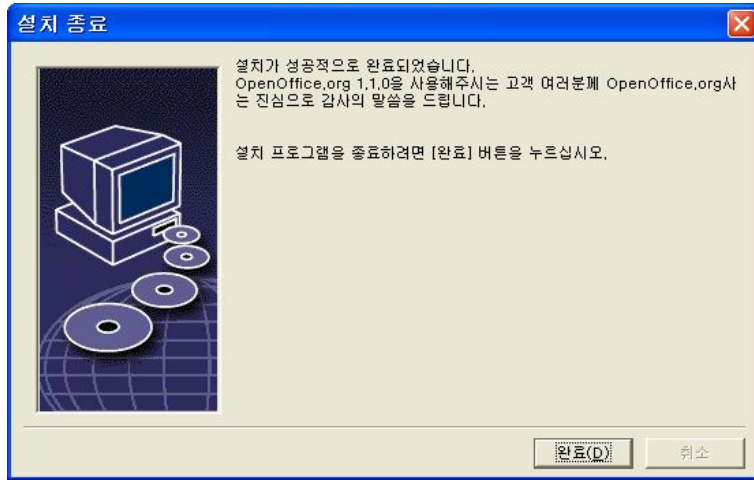 설치 종료
설치가 성공적으로 완료되었습니다.
OpenOffice.org 1.1.0을 사용해주시는 고객 여러분께 OpenOffice.org사
는 진심으로 감사의 말씀을 드립니다.
설치 프로그램을 종료하려면 [완료] 버튼을 누르십시오.
완료(D)
취소